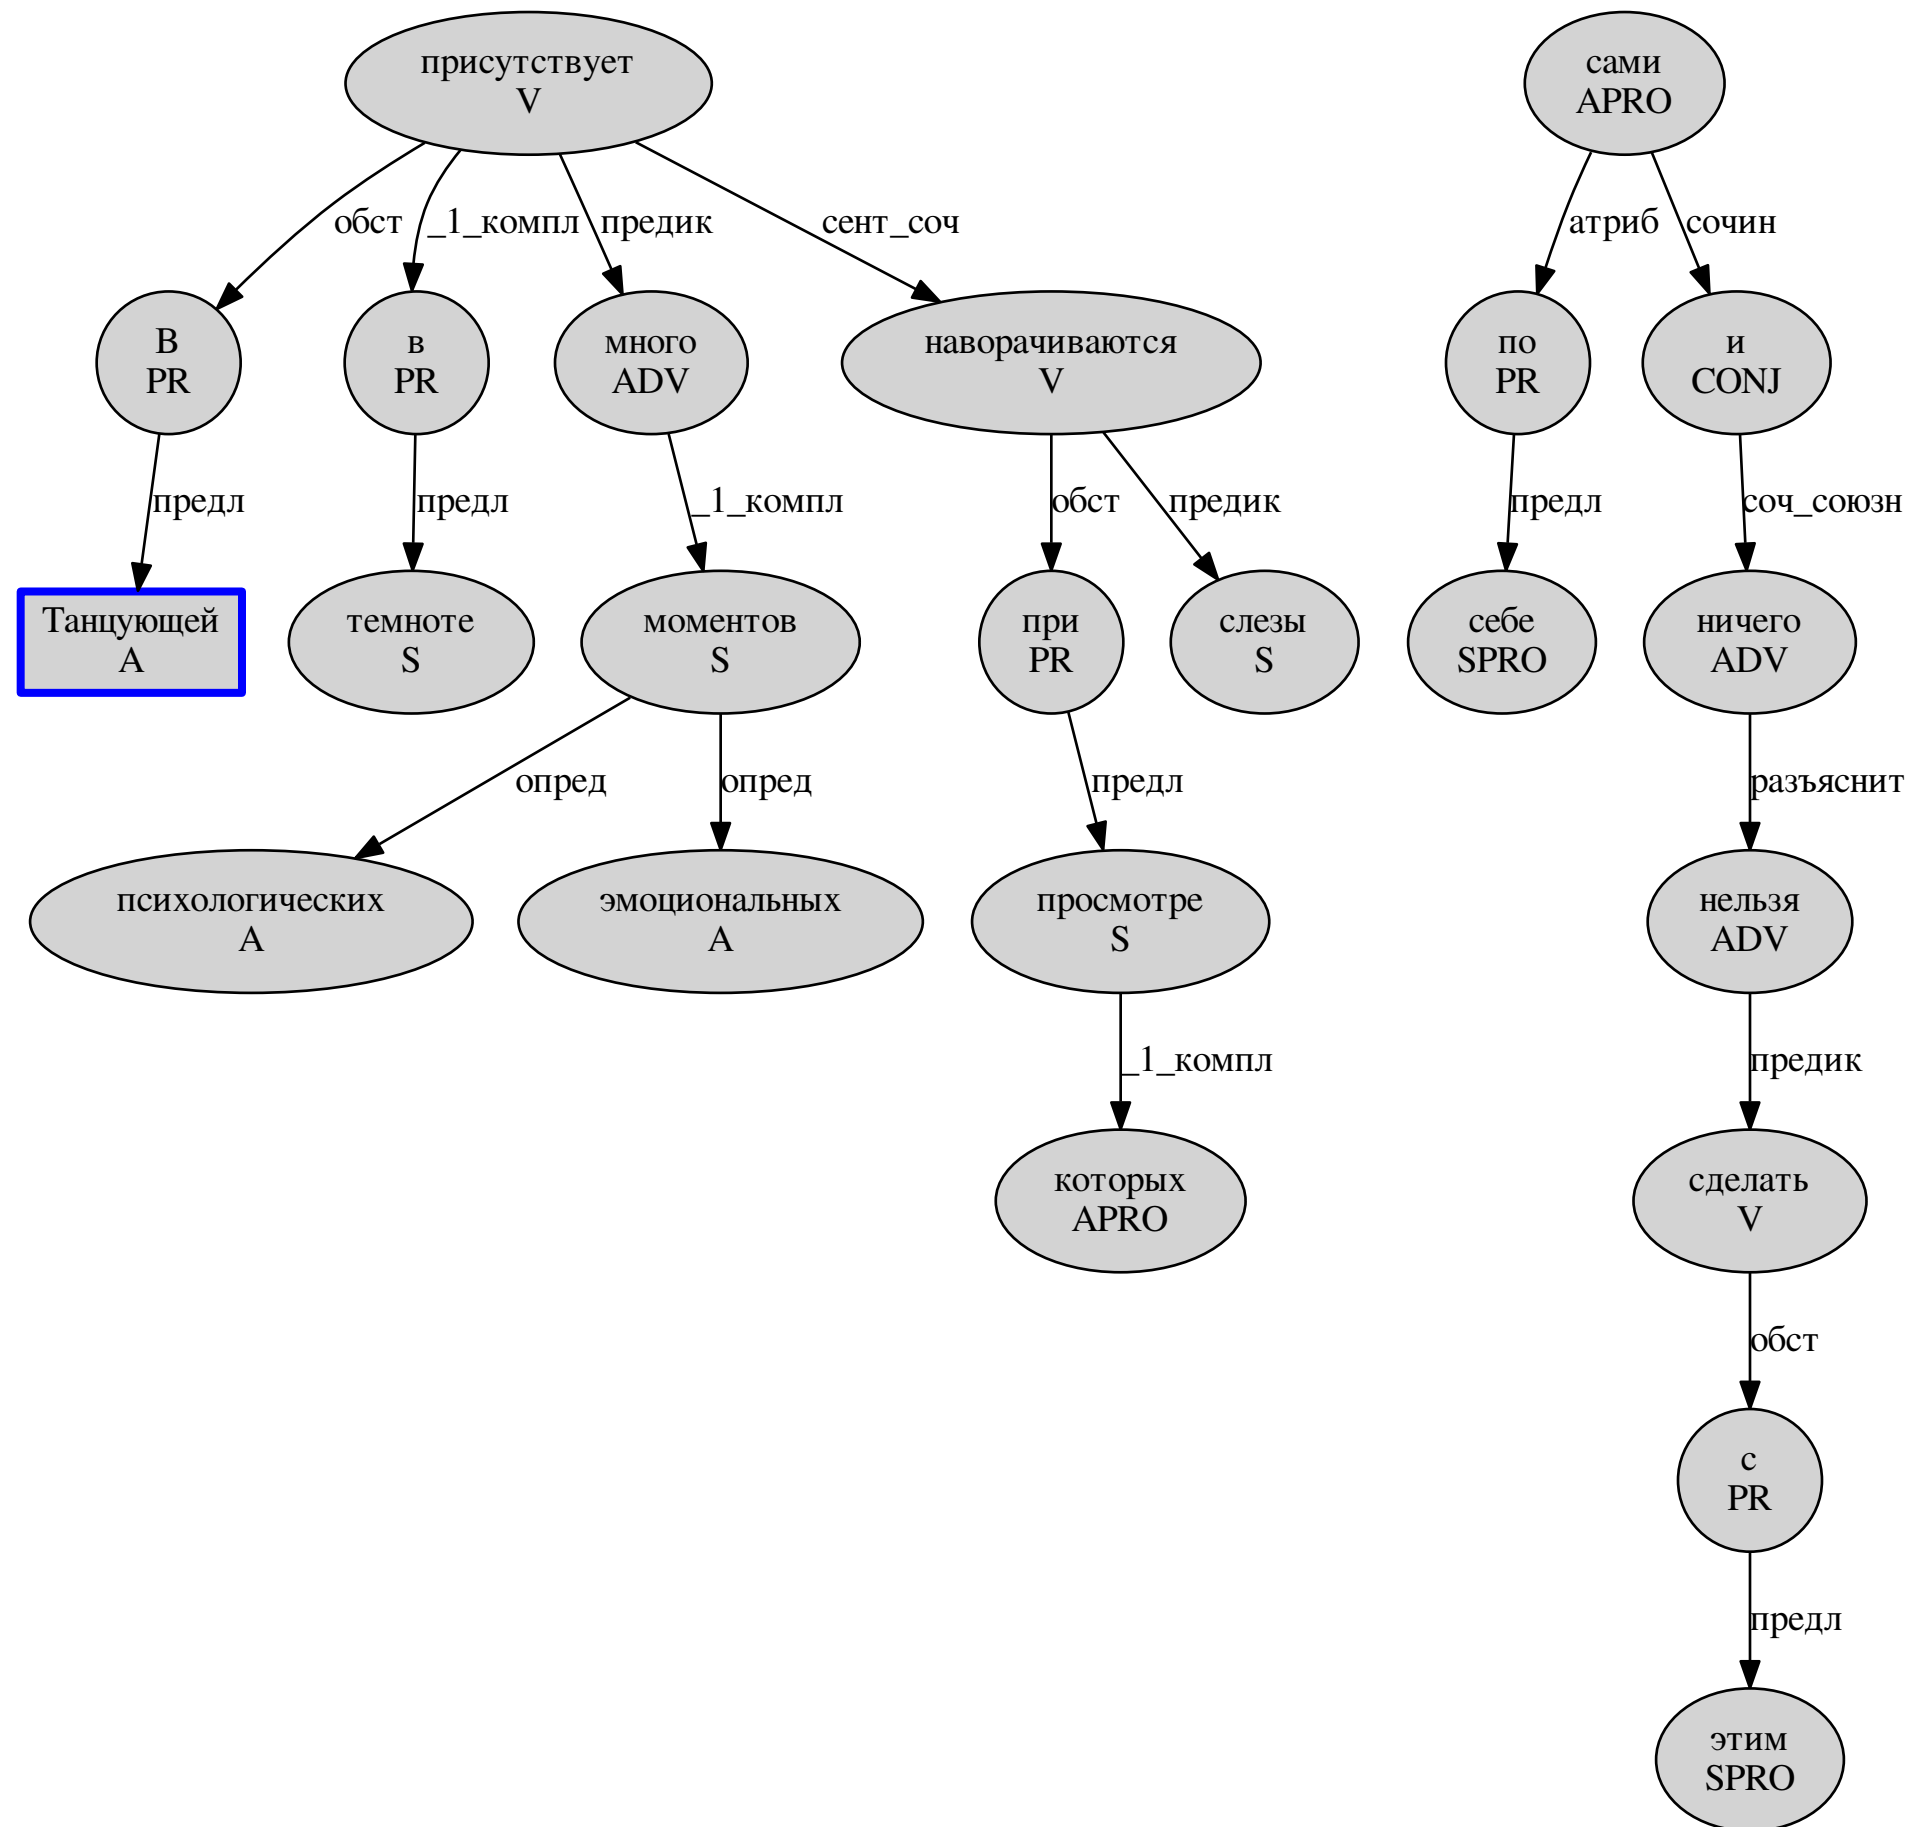 присутствует
V
сами
APRO
обст
_1_компл
предик
сент_соч
атриб
сочин
В
PR
в
PR
много
ADV
наворачиваются
V
по
PR
и
CONJ
предл
предл
_1_компл
обст
предик
предл
соч_союзн
Танцующей
A
темноте
S
моментов
S
при
PR
слезы
S
себе
SPRO
ничего
ADV
опред
опред
предл
разъяснит
психологических
A
эмоциональных
A
просмотре
S
нельзя
ADV
_1_компл
предик
которых
APRO
сделать
V
обст
с
PR
предл
этим
SPRO